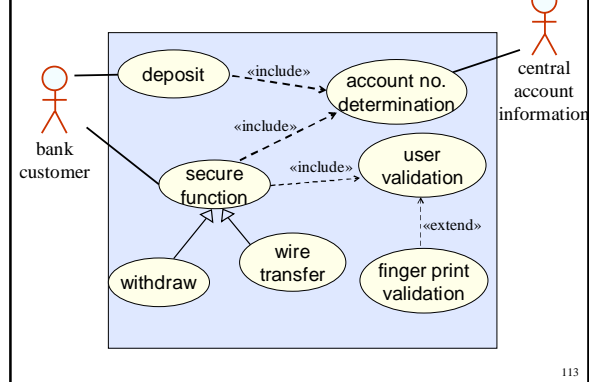 deposit
«include»
account no.
determination
central
account
information
bank
customer
«include»
secure
function
«include»
user
validation
«extend»
withdraw
wire
transfer
finger print
validation
113